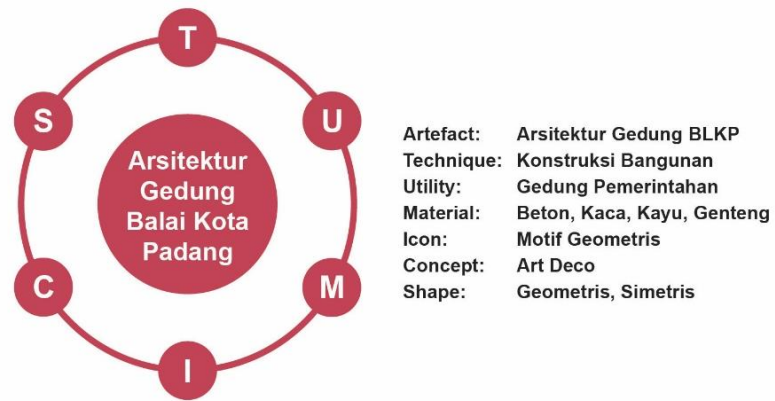 T
S
U
Arsitektur
Gedung
Balai Kota
Padang
C
M
I
Artefact: Arsitektur Gedung BLKP
Technique: Konstruksi Bangunan
Utility: Gedung Pemerintahan
Material: Beton, Kaca, Kayu, Genteng
Icon: Motif Geometris
Concept: Art Deco
Shape: Geometris, Simetris